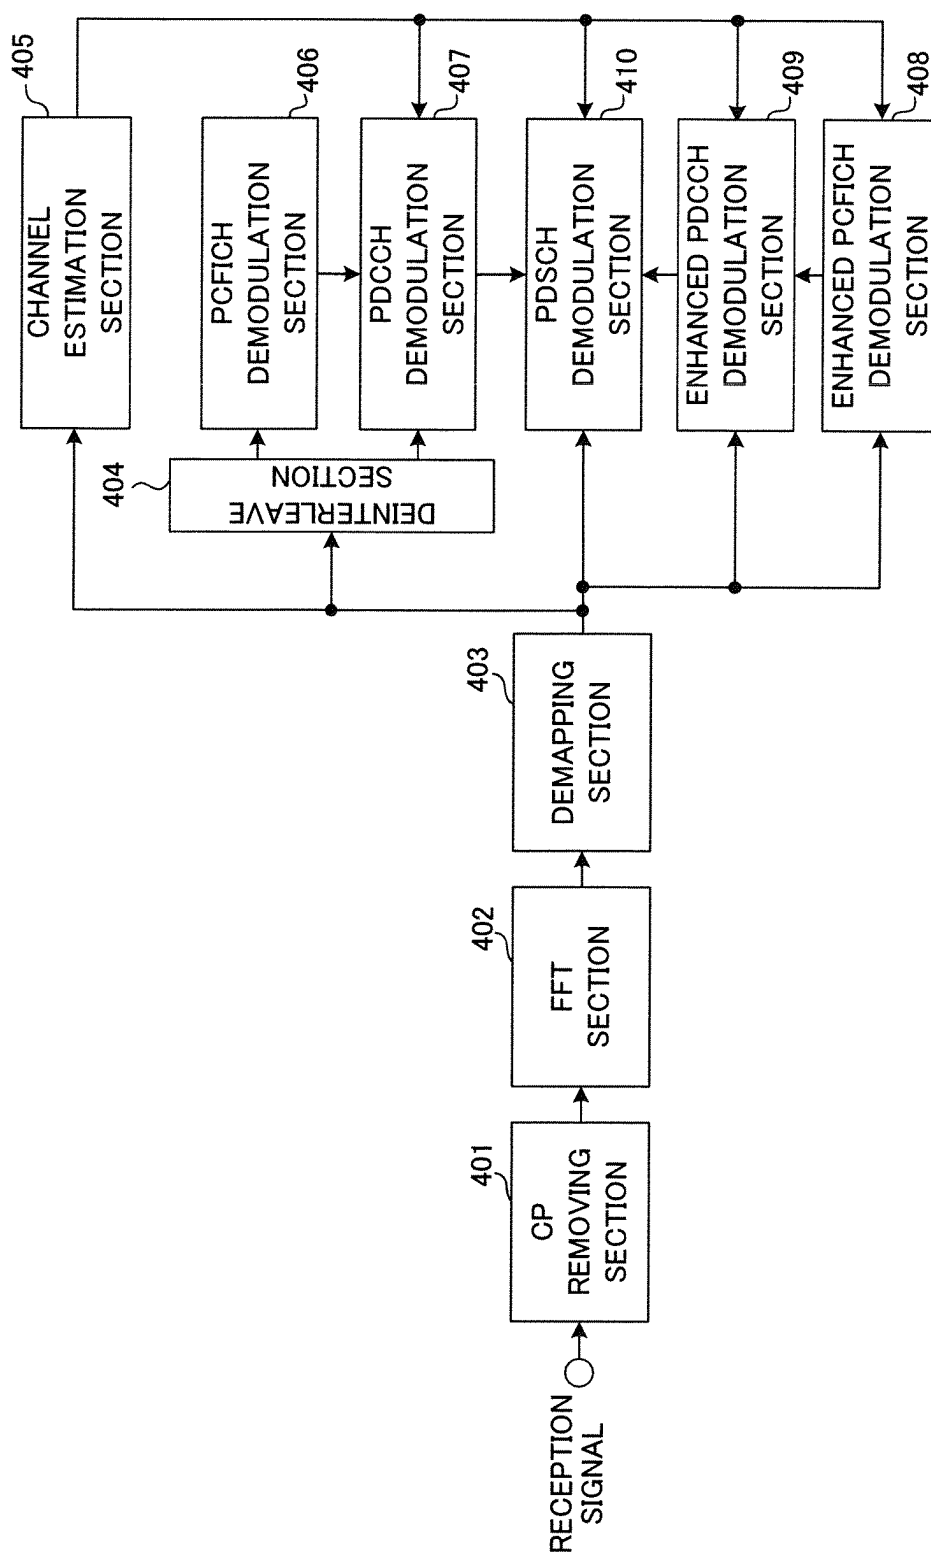 RECEPTION
SIGNAL
401
CP
REMOVING
SECTION
402
FFT
SECTION
403
DEMAPPING
SECTION
404
DEINTERLEAVE
SECTION
405
CHANNEL
ESTIMATION
SECTION
406
PCFICH
DEMODULATION
SECTION
407
PDCCH
DEMODULATION
SECTION
410
PDSCH
DEMODULATION
SECTION
409
ENHANCED PDCCH
DEMODULATION
SECTION
408
ENHANCED PCFICH
DEMODULATION
SECTION